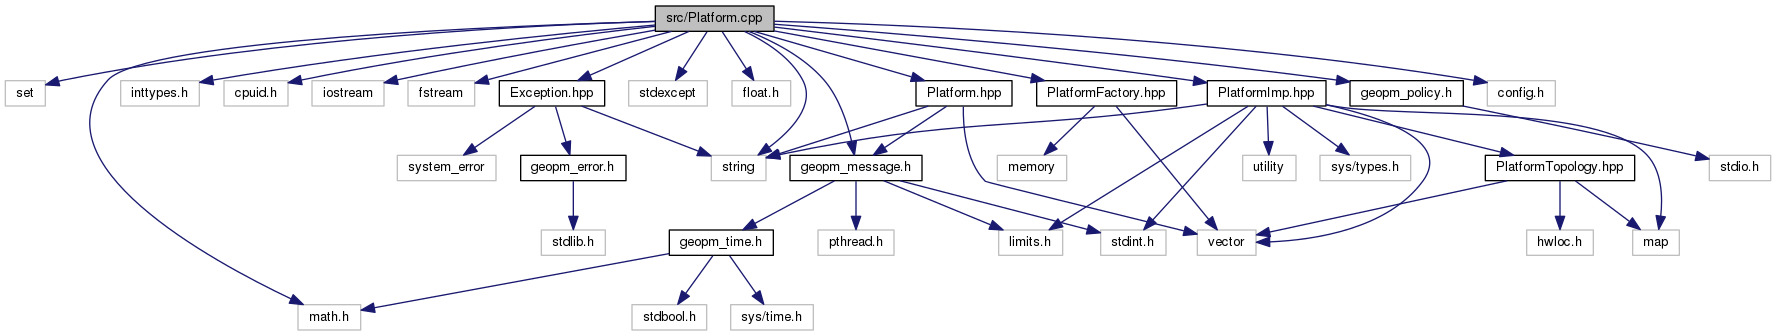 src/Platform.cpp
set
inttypes.h
cpuid.h
iostream
fstream
Exception.hpp
stdexcept
float.h
Platform.hpp
PlatformFactory.hpp
PlatformImp.hpp
geopm_policy.h
config.h
system_error
geopm_error.h
string
geopm_message.h
memory
utility
sys/types.h
PlatformTopology.hpp
stdio.h
stdlib.h
geopm_time.h
pthread.h
limits.h
stdint.h
vector
hwloc.h
map
math.h
stdbool.h
sys/time.h